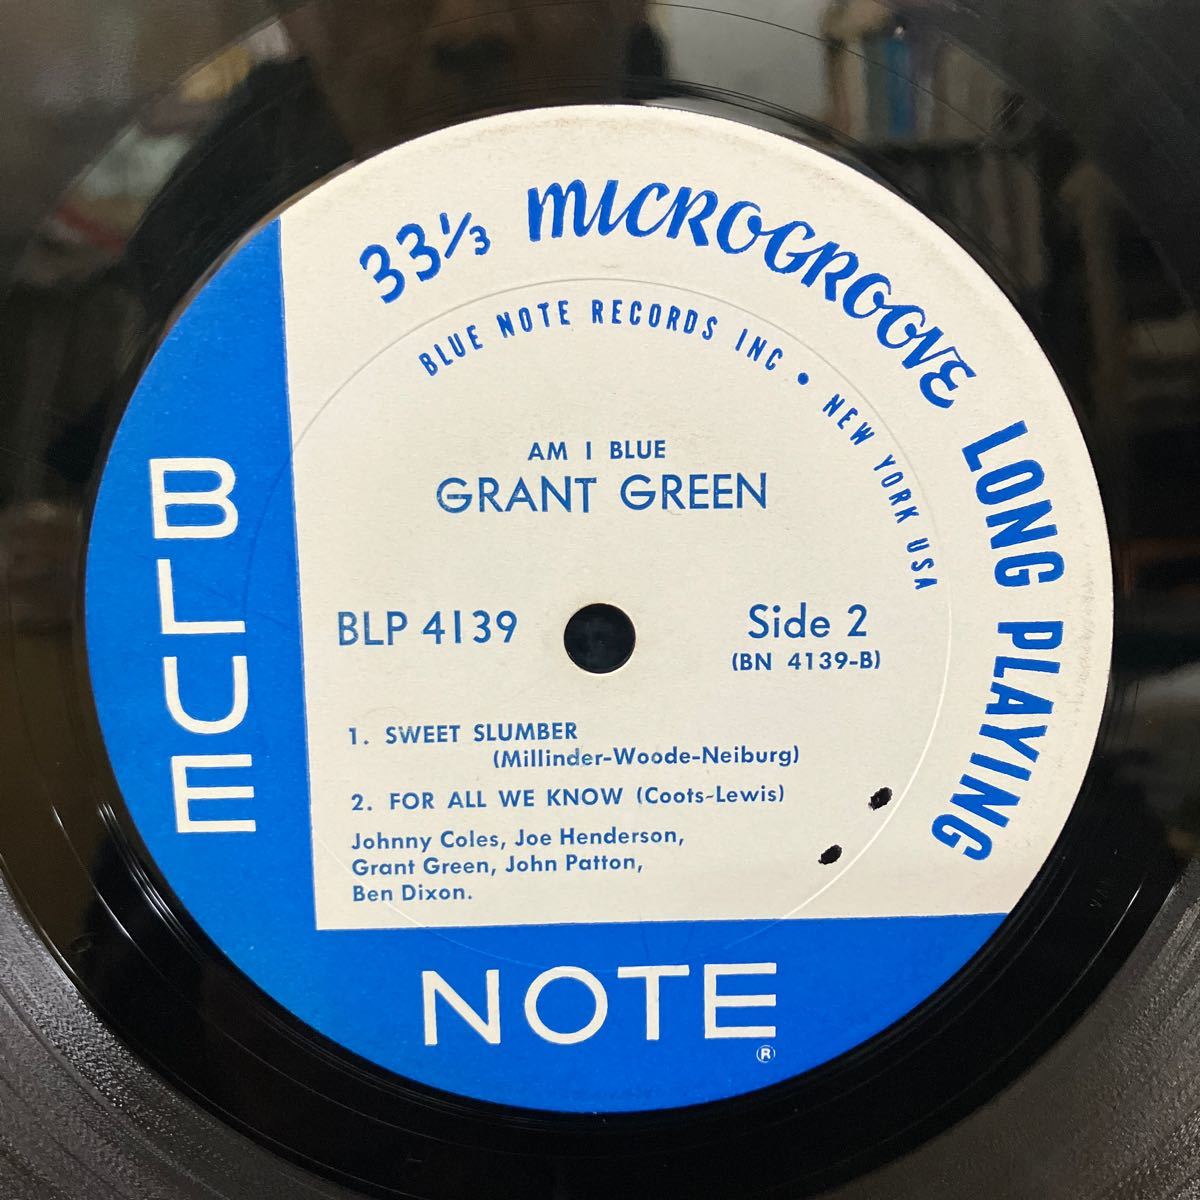 33⅓ MICROGROOVE LONG PLAYING
BLUE NOTE RECORDS INC • NEW YORK USA
AM I BLUE
GRANT GREEN
BLP 4139
Side 2
(BN 4139-B)
1. SWEET SLUMBER
(Millinder-Woode-Neiburg)
2. FOR ALL WE KNOW (Coots-Lewis)
Johnny Coles, Joe Henderson,
Grant Green, John Patton,
Ben Dixon.
BLUE
NOTE
®